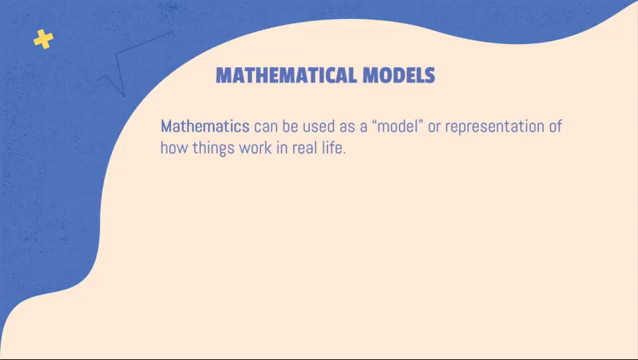 MATHEMATICAL MODELS
Mathematics can be used as a “model” or representation of
how things work in real life.